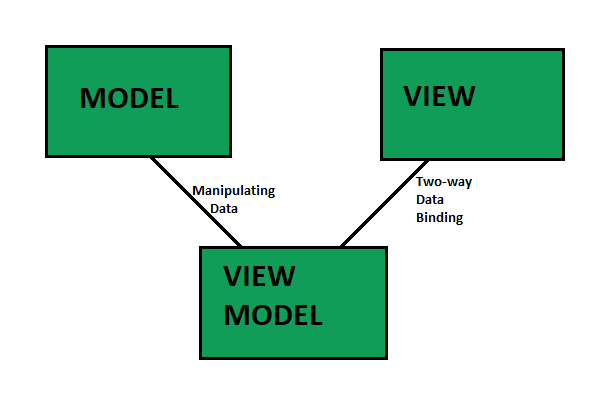 MODEL
VIEW
Manipulating
Data
Two-way
Data
Binding
VIEW
MODEL